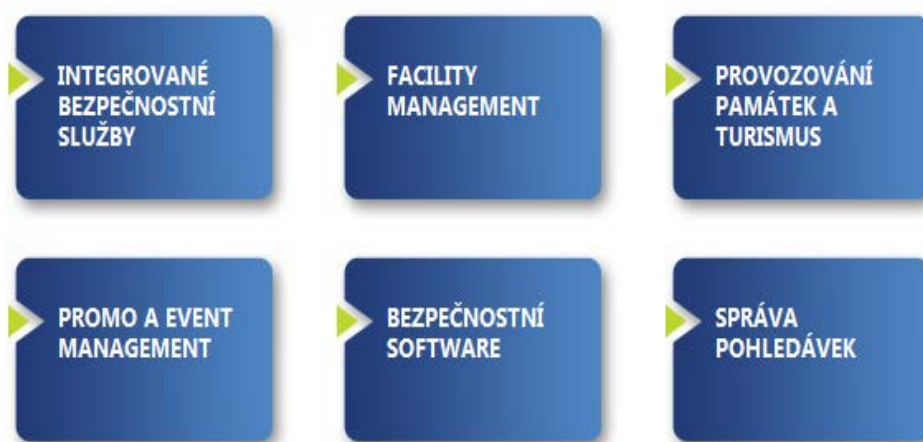 INTEGROVANÉ
BEZPEČNOSTNÍ
SLUŽBY
FACILITY
MANAGEMENT
PROVOZOVÁNÍ
PAMÁTEK A
TURISMUS
PROMO A EVENT
MANAGEMENT
BEZPEČNOSTNÍ
SOFTWARE
SPRÁVA
POHLEDÁVEK